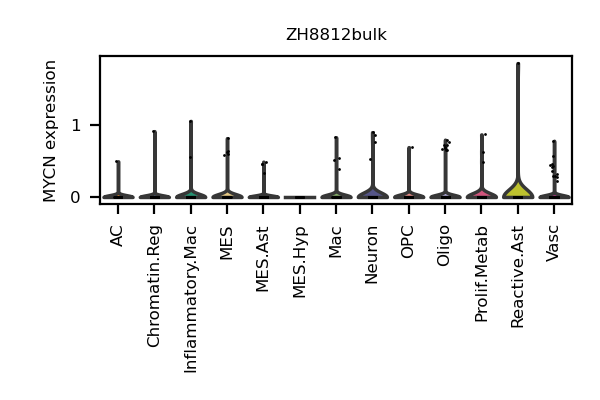 ZH8812bulk
MYCN expression
1
0
AC
Chromatin.Reg
Inflammatory.Mac
MES
MES.Ast
MES.Hyp
Mac
Neuron
OPC
Oligo
Prolif.Metab
Reactive.Ast
Vasc